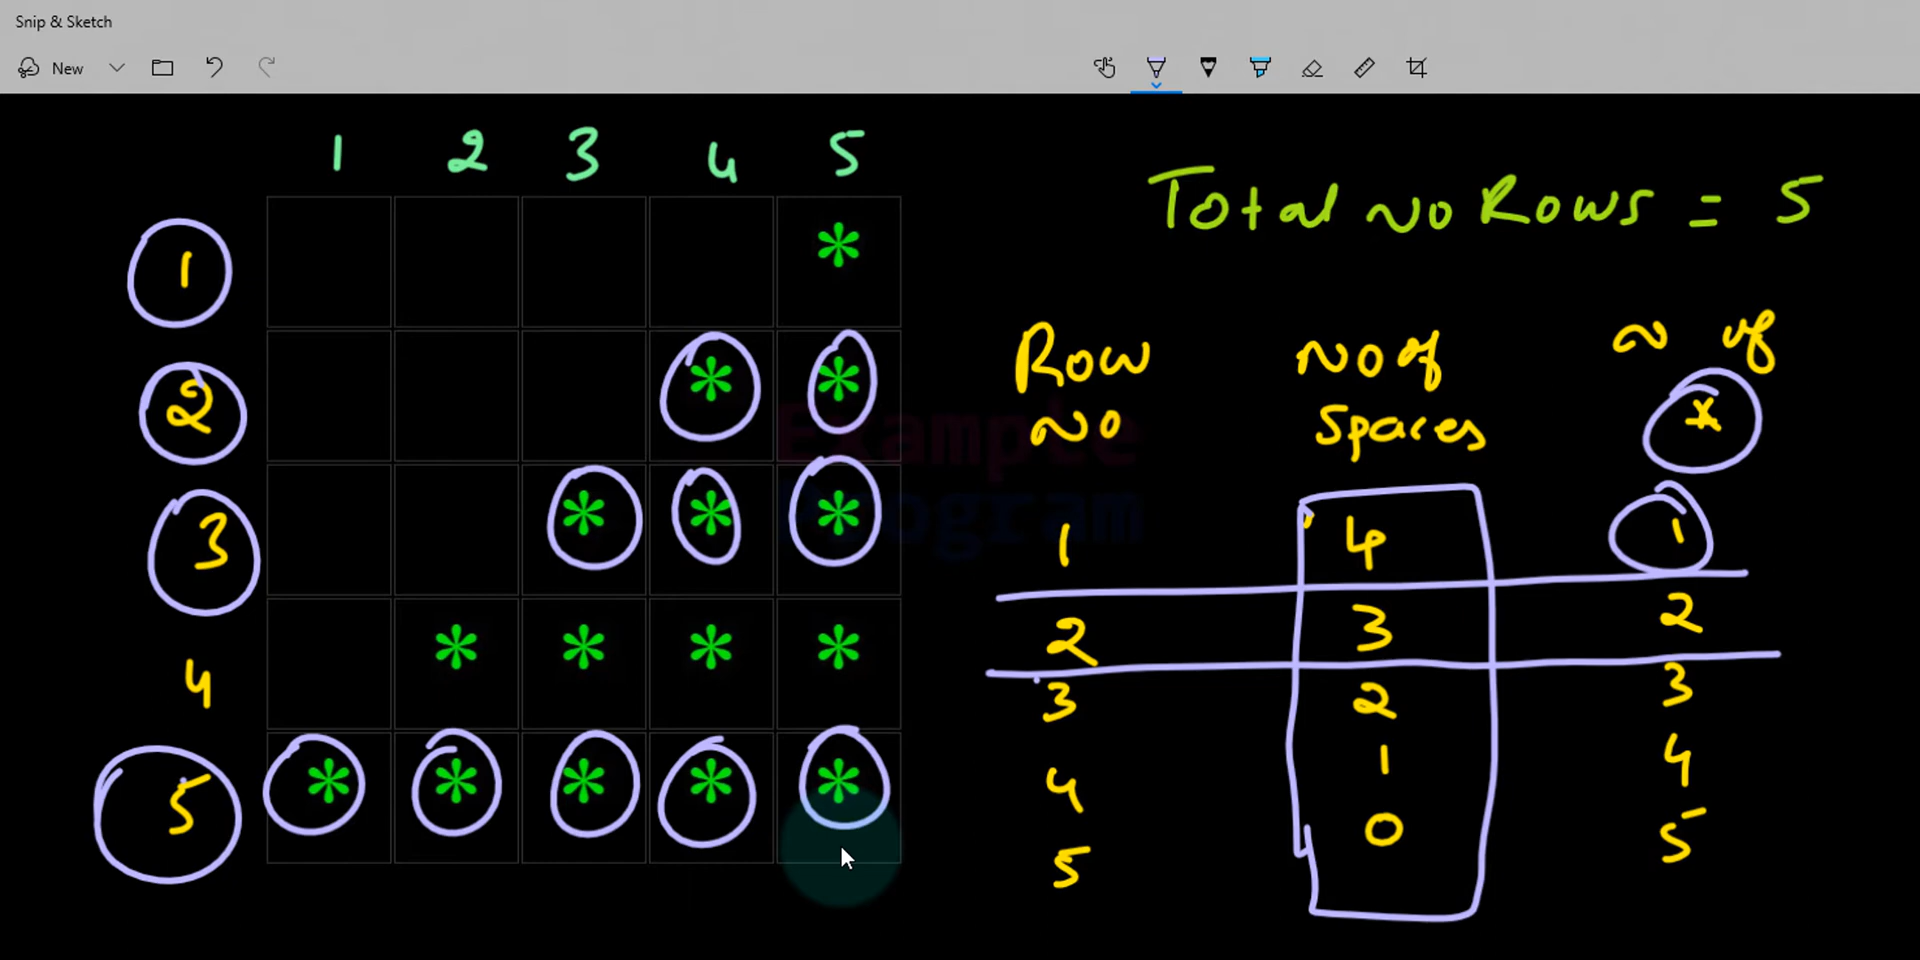 Snip & Sketch
New
1 2 3 4 5
Total No Rows = 5
1 *
2 * *
3 * * *
4 * * * *
5 * * * * *
Row No of N of
No Spaces *
1 4 1
2 3 2
3 2 3
4 1 4
5 0 5
Example
Program